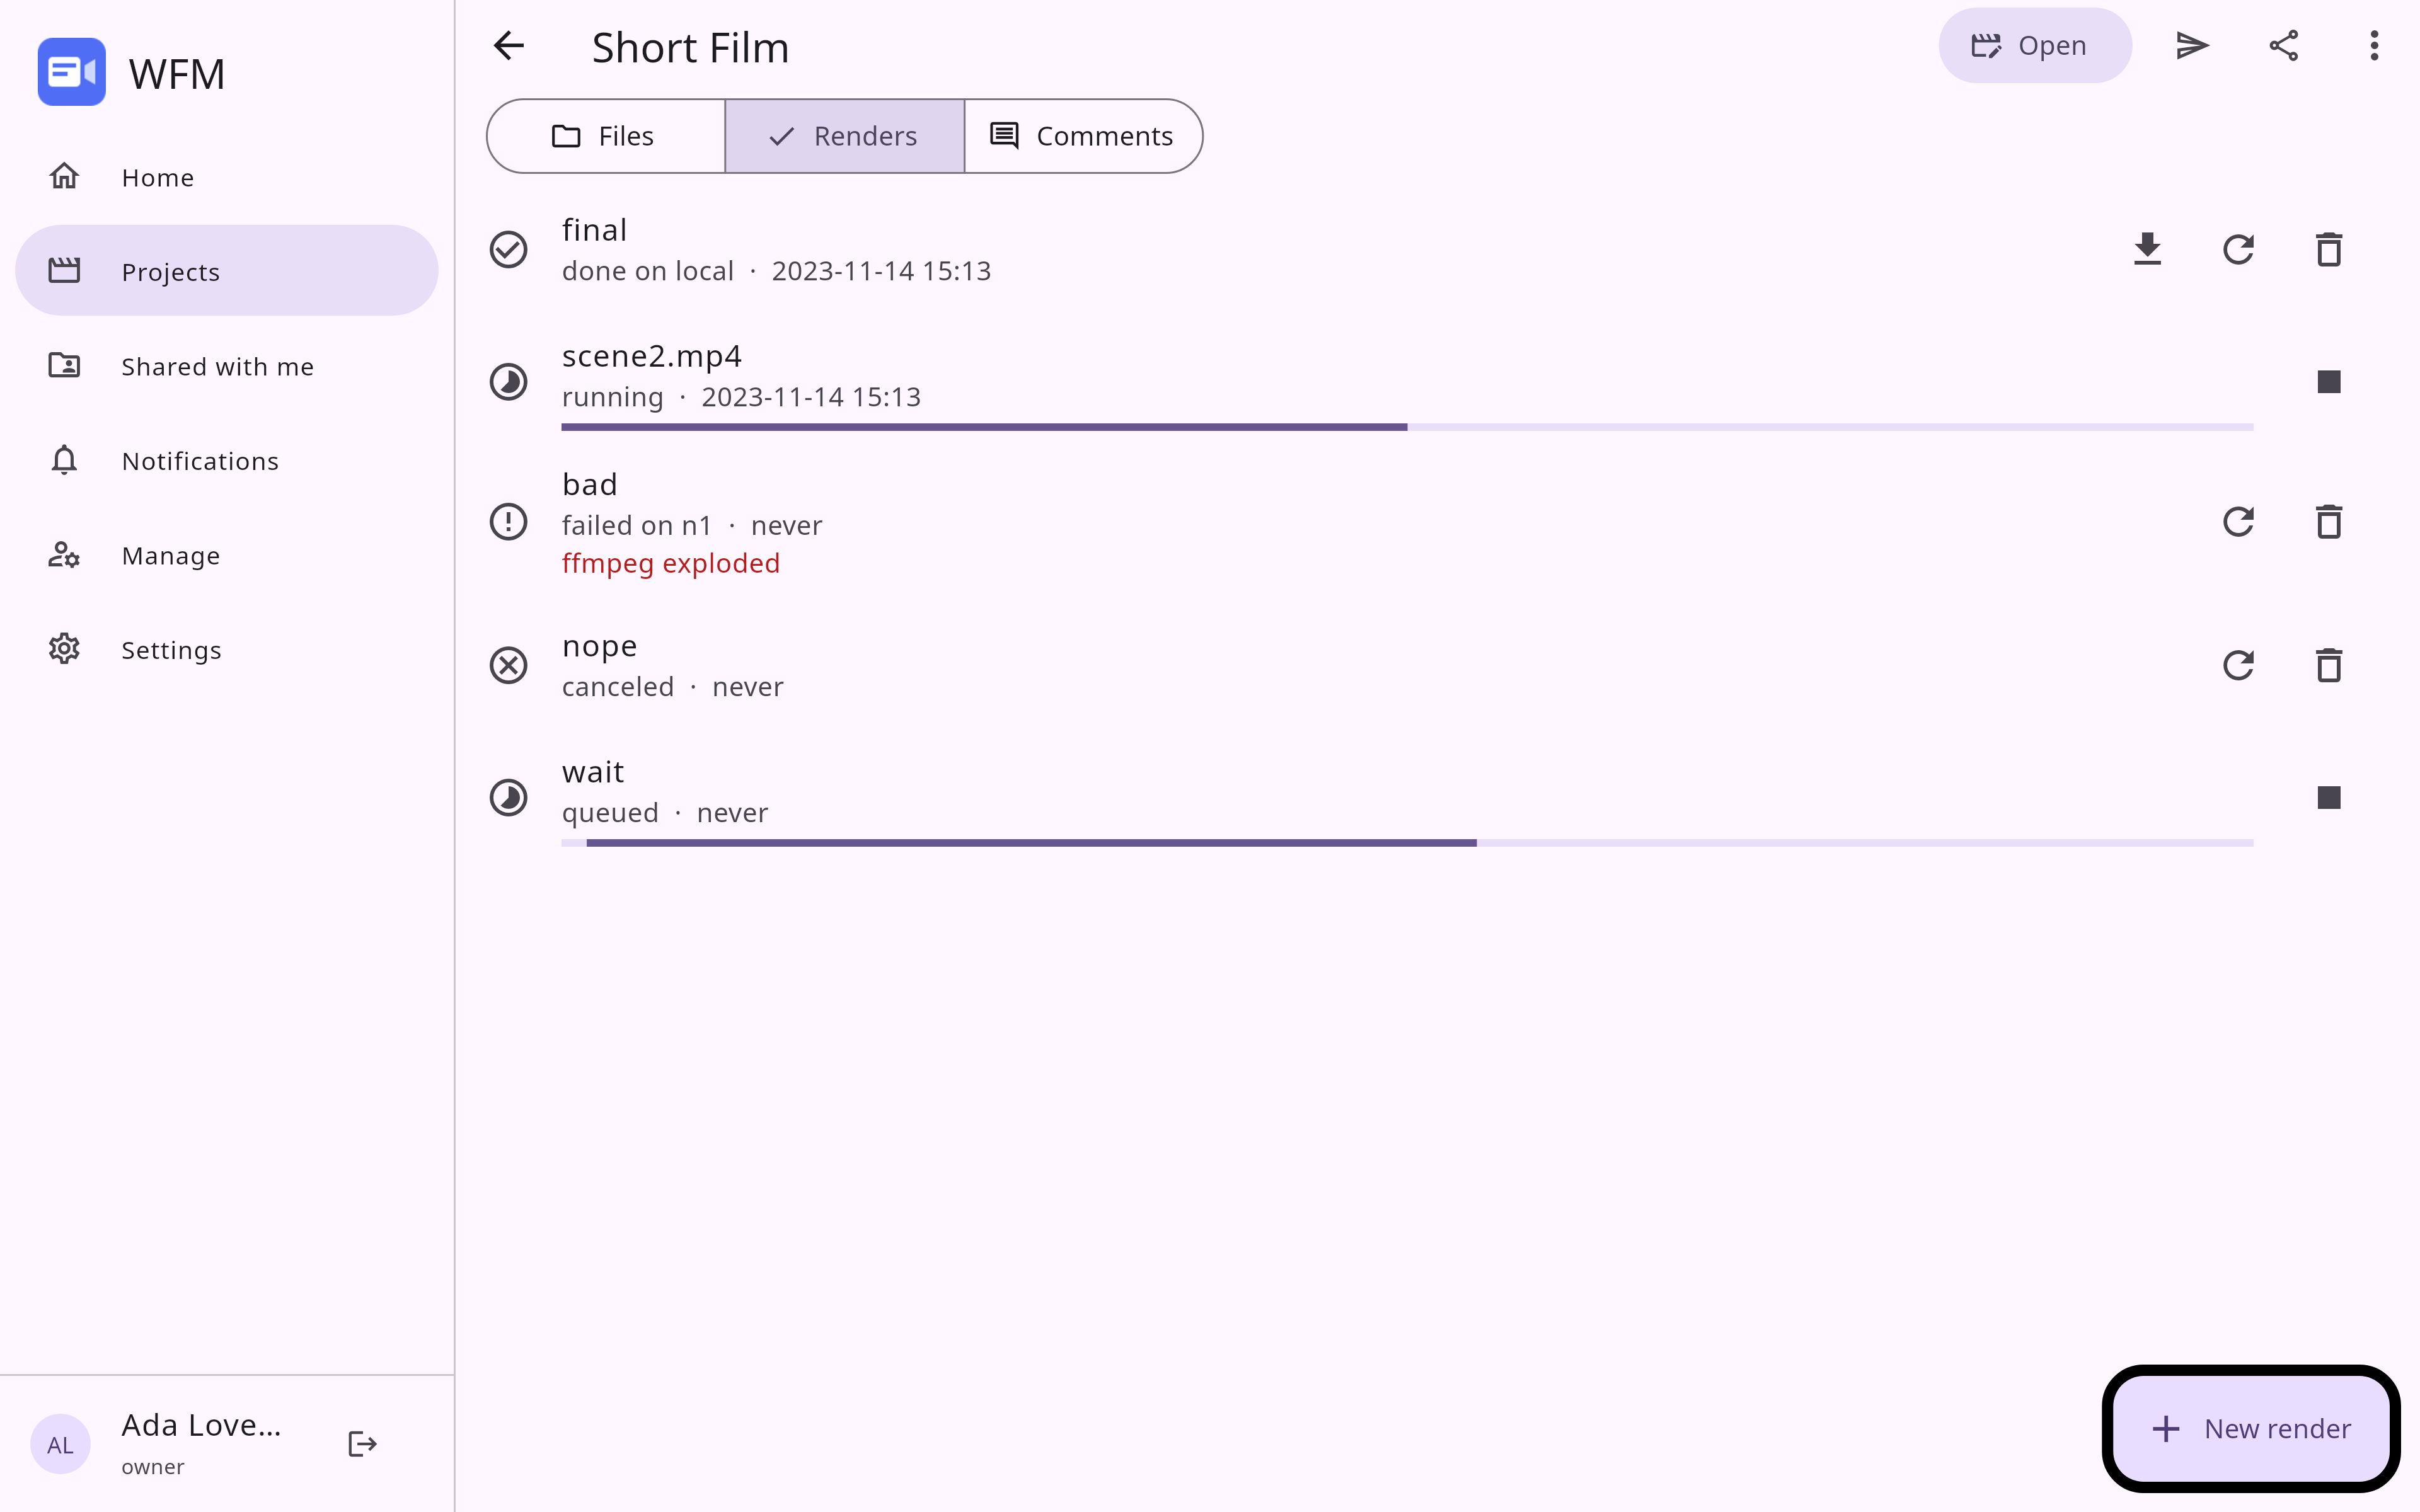 WFM
Home
Projects
Shared with me
Notifications
Manage
Settings
AL
Ada Love...
owner
Short Film
Open
Files
Renders
Comments
final
done on local · 2023-11-14 15:13
scene2.mp4
running · 2023-11-14 15:13
bad
failed on n1 · never
ffmpeg exploded
nope
canceled · never
wait
queued · never
New render